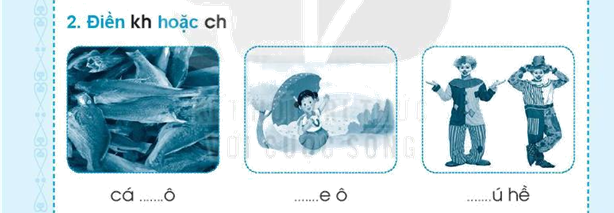 2. Điền kh hoặc ch
cá ......ô
.......e ô
.......ú hề